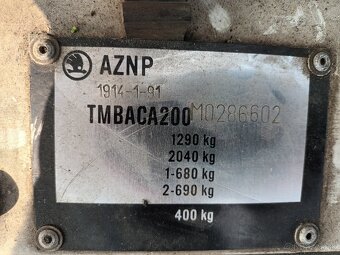 AZNP
1914-1-91
TMBACA200M0286602
1290 kg
2040 kg
1-680 kg
2-690 kg
400 kg